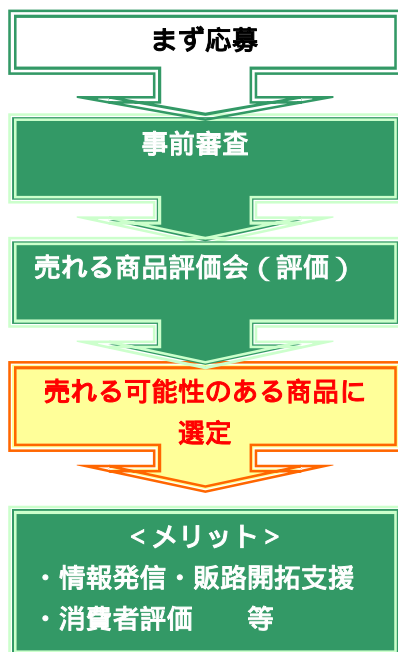 まず応募
事前審査
売れる商品評価会(評価)
売れる可能性のある商品に
選定
<メリット>
・情報発信・販路開拓支援
・消費者評価　　等